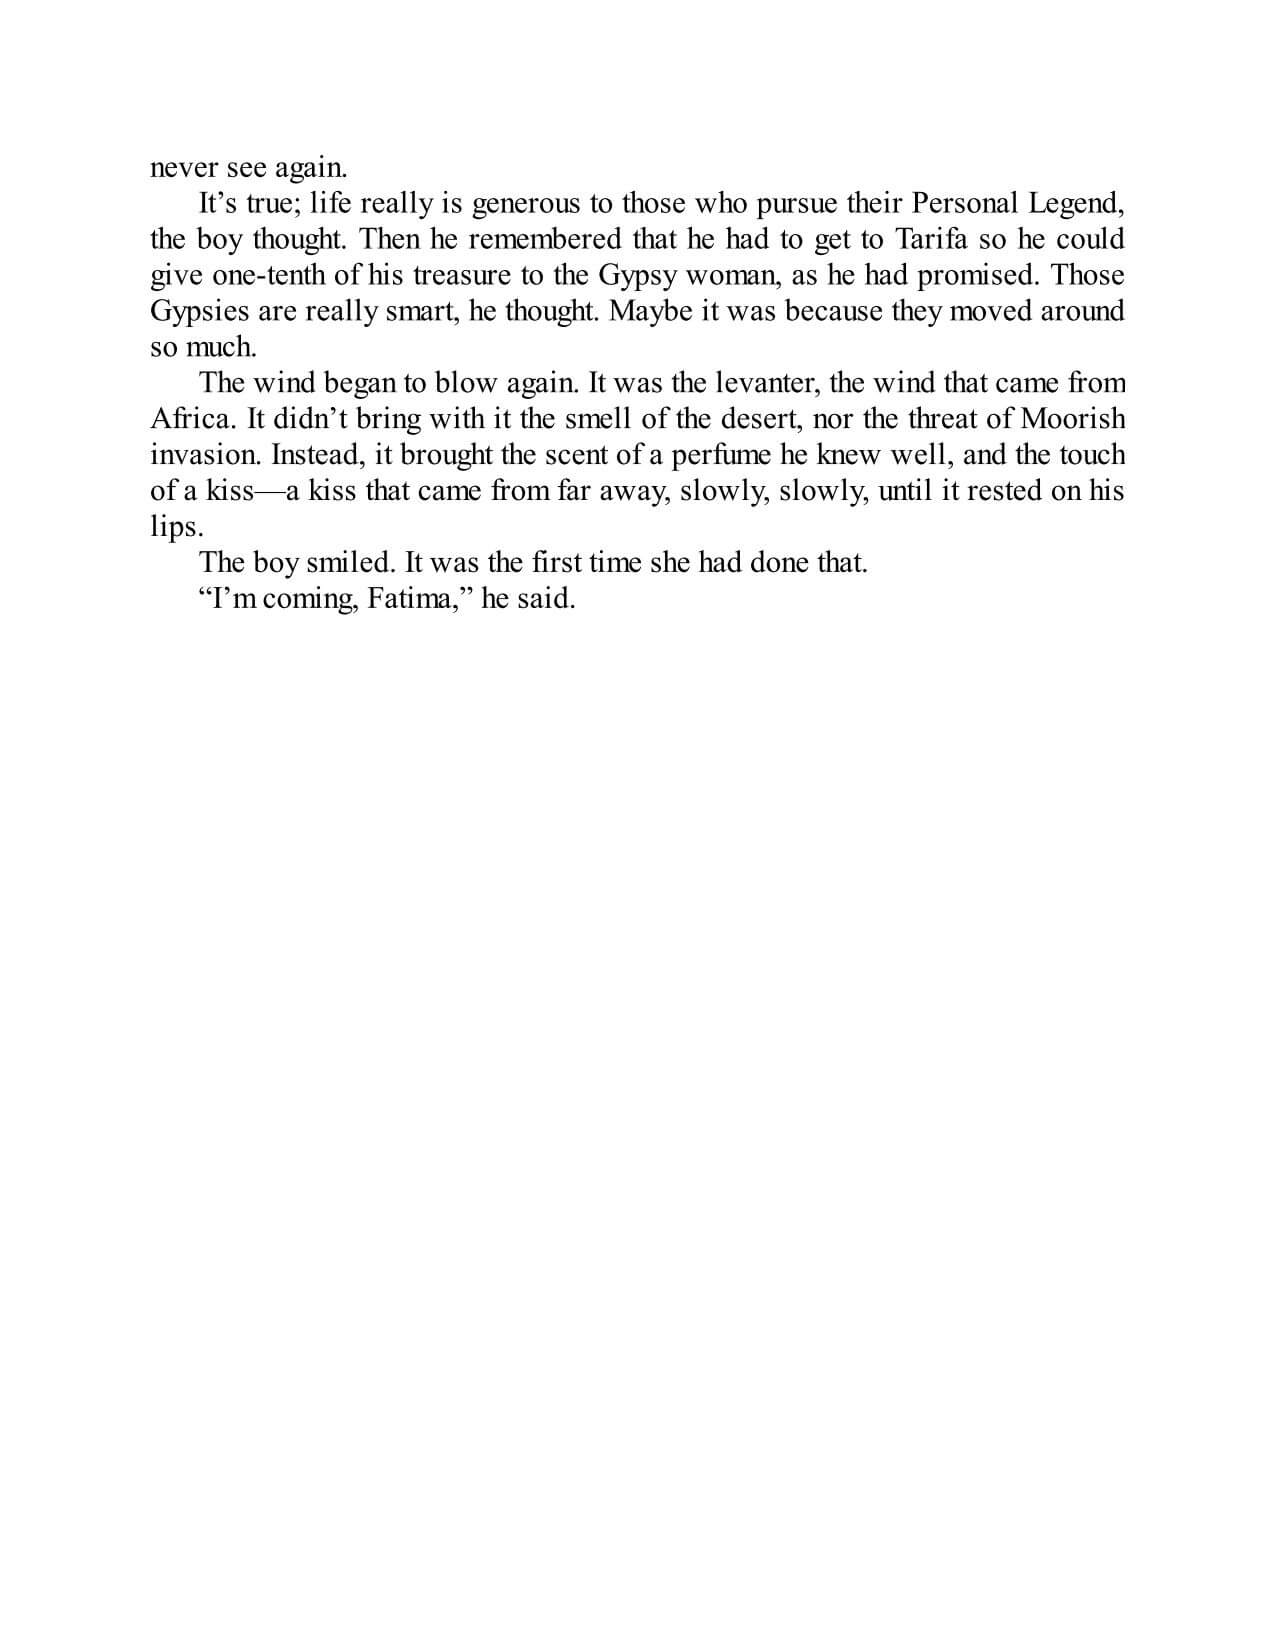 never see again.
It’s true; life really is generous to those who pursue their Personal Legend,
the boy thought. Then he remembered that he had to get to Tarifa so he could
give one-tenth of his treasure to the Gypsy woman, as he had promised. Those
Gypsies are really smart, he thought. Maybe it was because they moved around
so much.
The wind began to blow again. It was the levanter, the wind that came from
Africa. It didn’t bring with it the smell of the desert, nor the threat of Moorish
invasion. Instead, it brought the scent of a perfume he knew well, and the touch
of a kiss—a kiss that came from far away, slowly, slowly, until it rested on his
lips.
The boy smiled. It was the first time she had done that.
“I’m coming, Fatima,” he said.